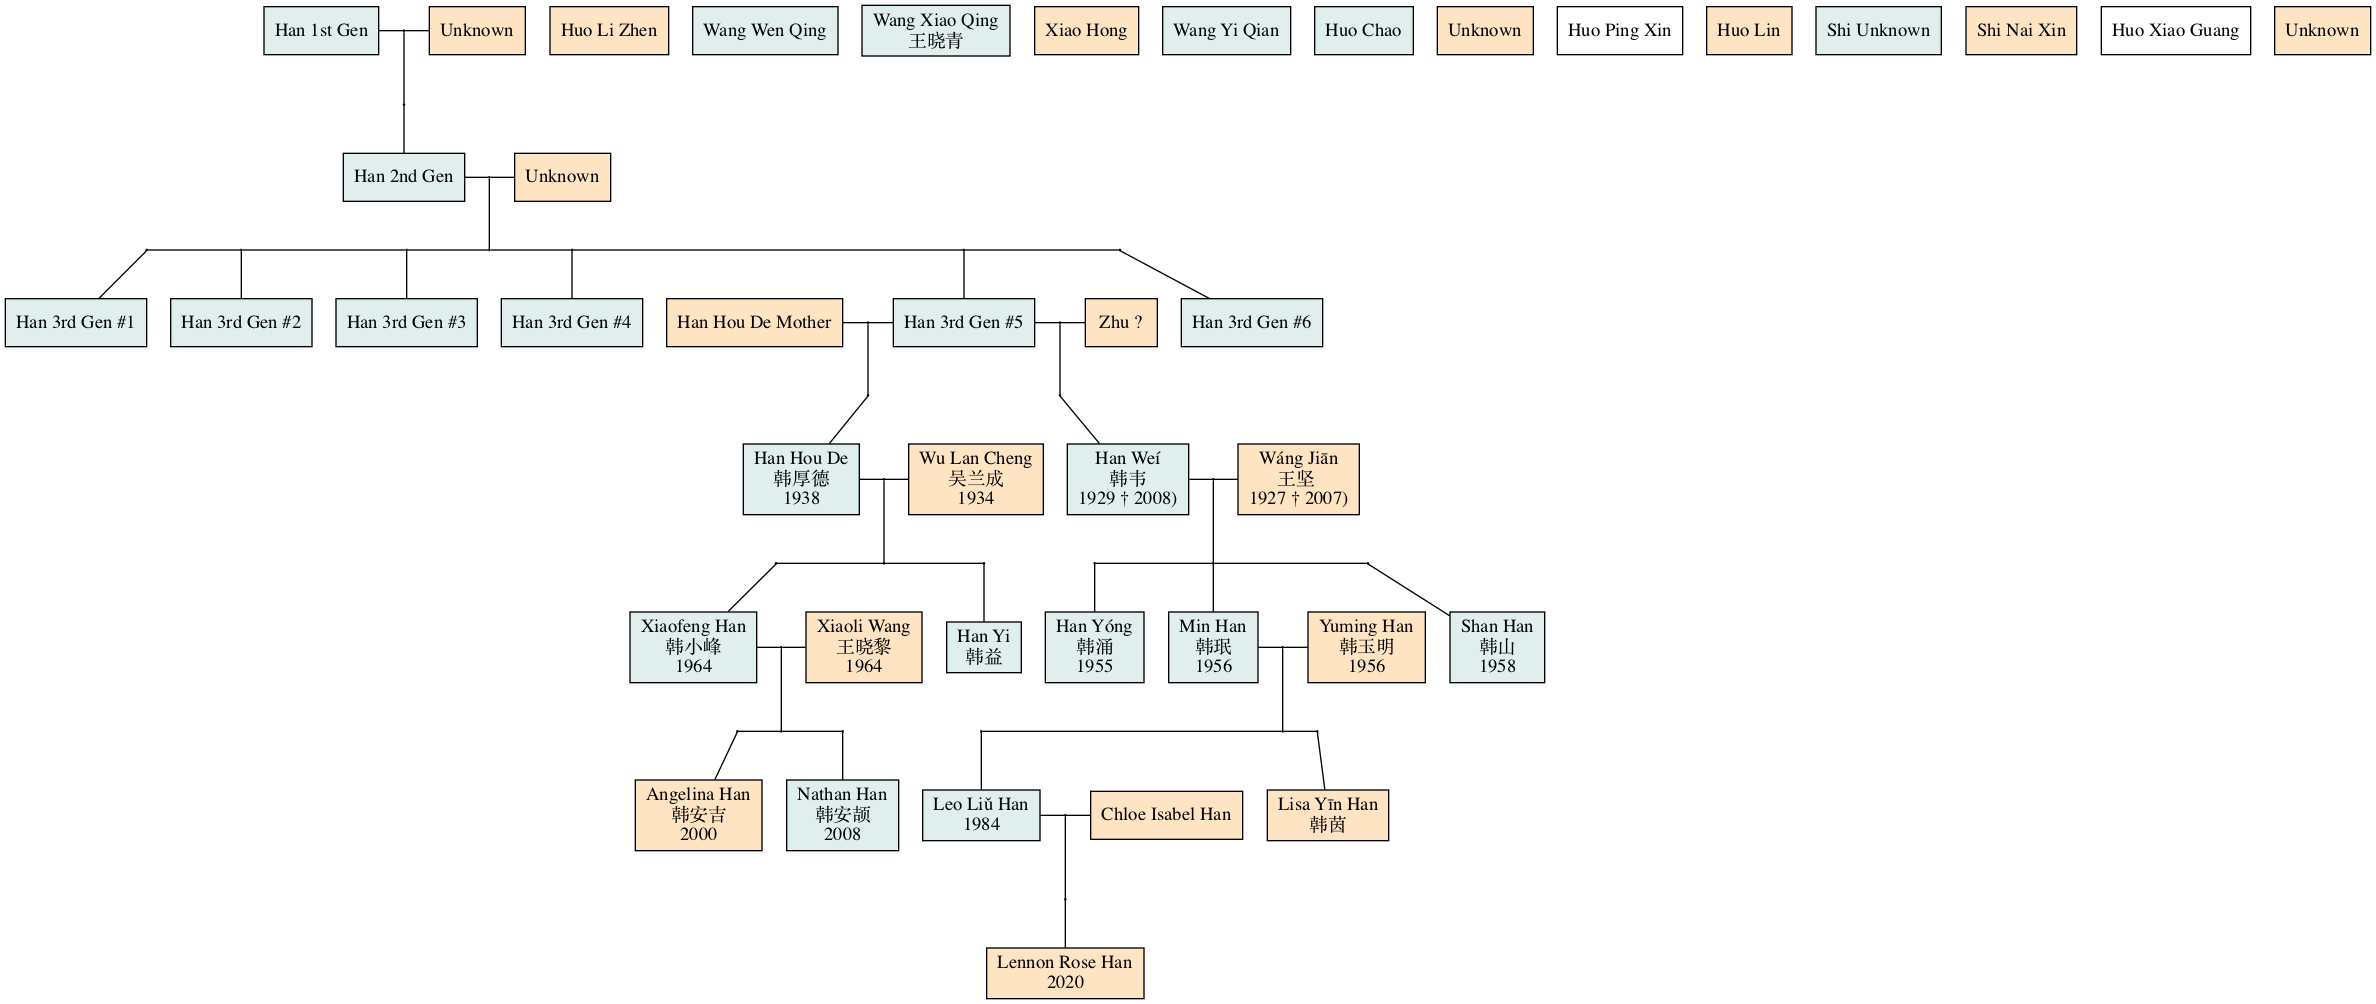 Han 1st Gen
Unknown
Huo Li Zhen
Wang Wen Qing
Wang Xiao Qing
王晓青
Xiao Hong
Wang Yi Qian
Huo Chao
Unknown
Huo Ping Xin
Huo Lin
Shi Unknown
Shi Nai Xin
Huo Xiao Guang
Unknown
Han 2nd Gen
Unknown
Han 3rd Gen #1
Han 3rd Gen #2
Han 3rd Gen #3
Han 3rd Gen #4
Han Hou De Mother
Han 3rd Gen #5
Zhu ?
Han 3rd Gen #6
Han Hou De
韩厚德
1938
Wu Lan Cheng
吴兰成
1934
Han Weí
韩韦
1929 † 2008)
Wáng Jiān
王坚
1927 † 2007)
Xiaofeng Han
韩小峰
1964
Xiaoli Wang
王晓黎
1964
Han Yi
韩益
Han Yóng
韩涌
1955
Min Han
韩珉
1956
Yuming Han
韩玉明
1956
Shan Han
韩山
1958
Angelina Han
韩安吉
2000
Nathan Han
韩安颉
2008
Leo Liǔ Han
1984
Chloe Isabel Han
Lisa Yīn Han
韩茵
Lennon Rose Han
2020